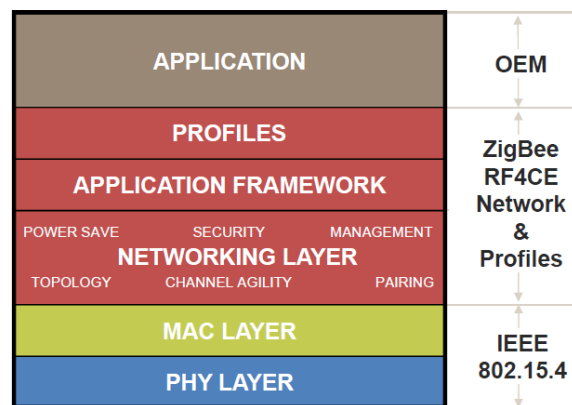 APPLICATION
OEM
PROFILES
APPLICATION FRAMEWORK
POWER SAVE SECURITY MANAGEMENT
NETWORKING LAYER
TOPOLOGY CHANNEL AGILITY PAIRING
ZigBee
RF4CE
Network
&
Profiles
MAC LAYER
PHY LAYER
IEEE
802.15.4